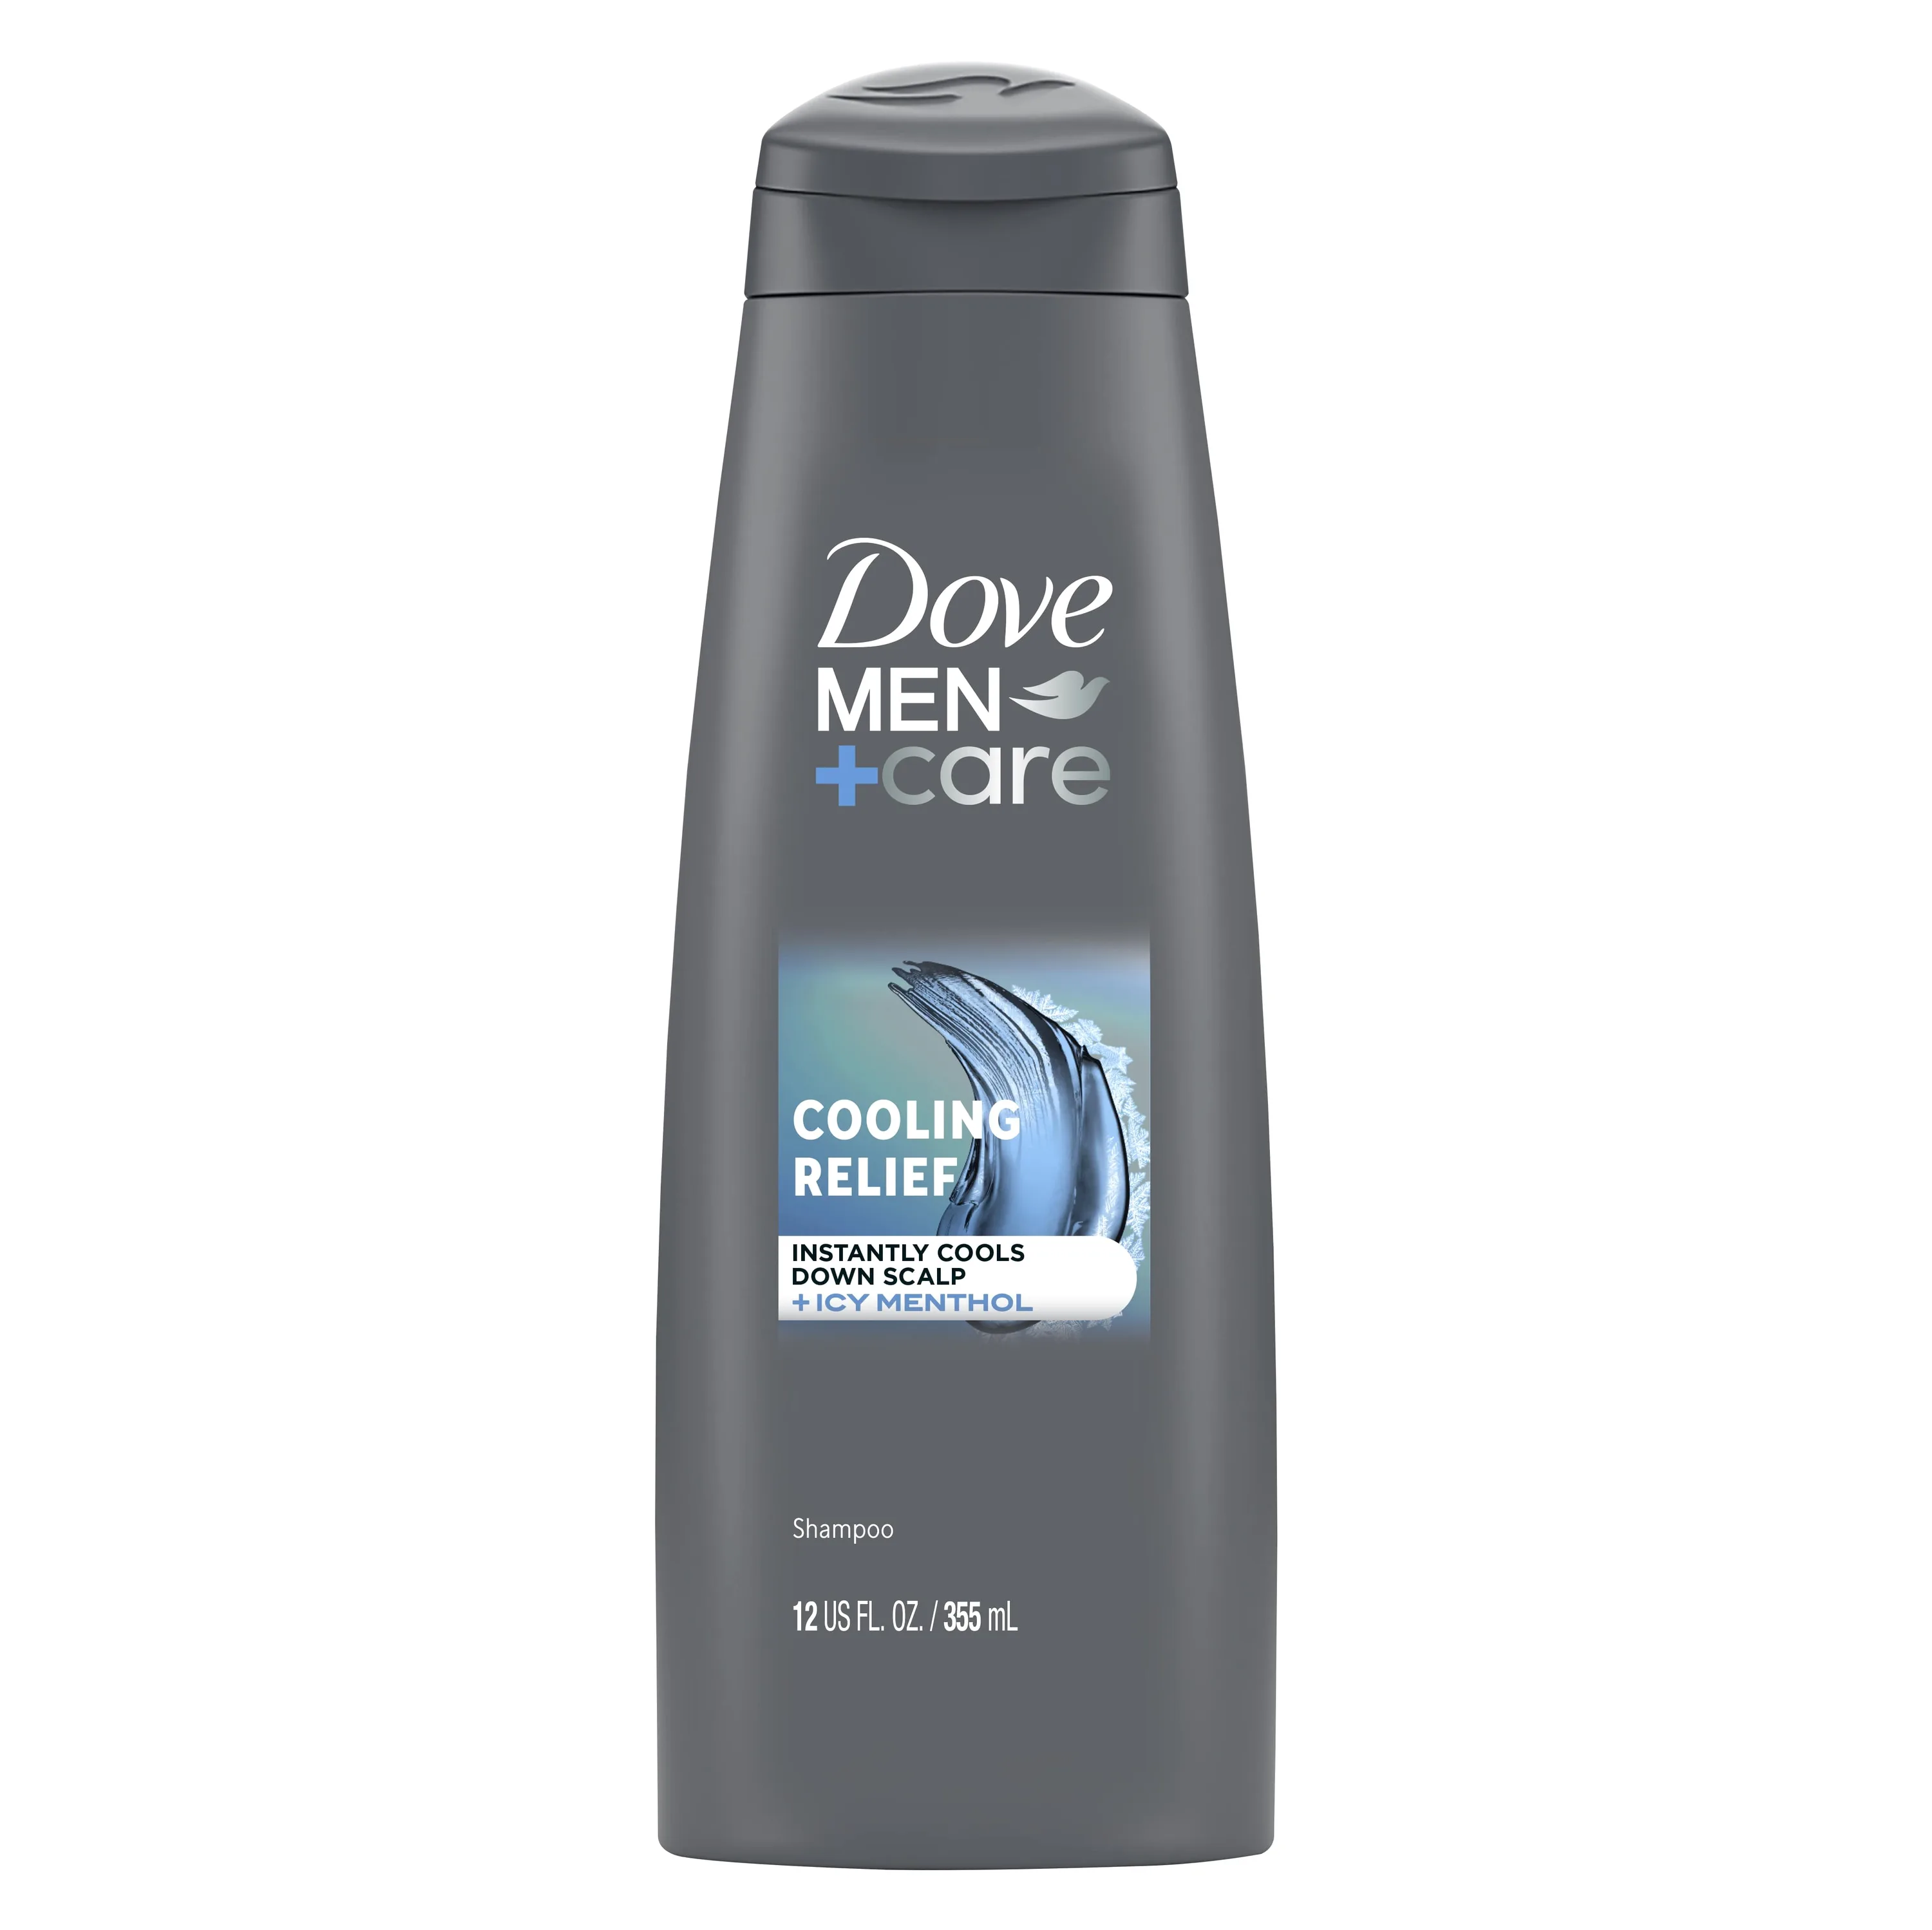 Dove
MEN
+care
COOLING
RELIEF
INSTANTLY COOLS
DOWN SCALP
+ ICY MENTHOL
Shampoo
12 US FL. OZ. / 355 mL